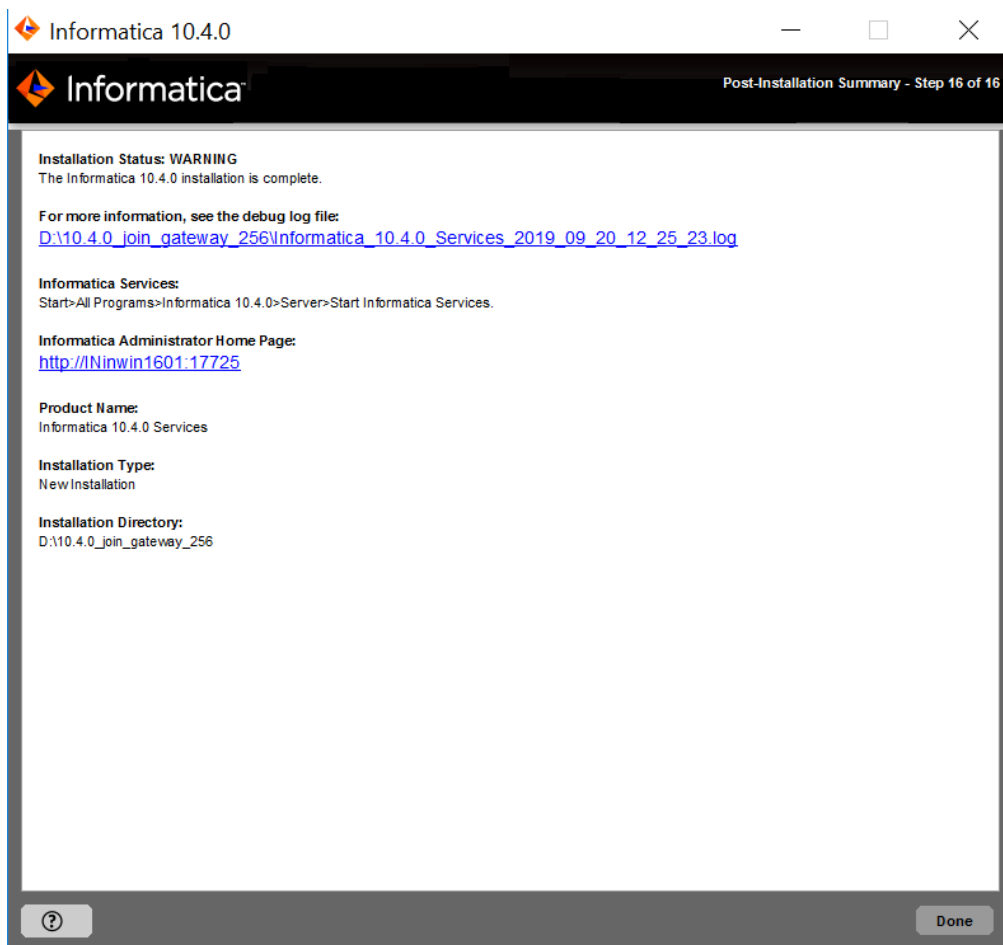 Informatica 10.4.0
Informatica
Post-Installation Summary - Step 16 of 16
Installation Status: WARNING
The Informatica 10.4.0 installation is complete.
For more information, see the debug log file:
D:\10.4.0_join_gateway_256\Informatica_10.4.0_Services_2019_09_20_12_25_23.log
Informatica Services:
Start>All Programs>Informatica 10.4.0>Server>Start Informatica Services.
Informatica Administrator Home Page:
http://INinwin1601:17725
Product Name:
Informatica 10.4.0 Services
Installation Type:
New Installation
Installation Directory:
D:\10.4.0_join_gateway_256
?
Done